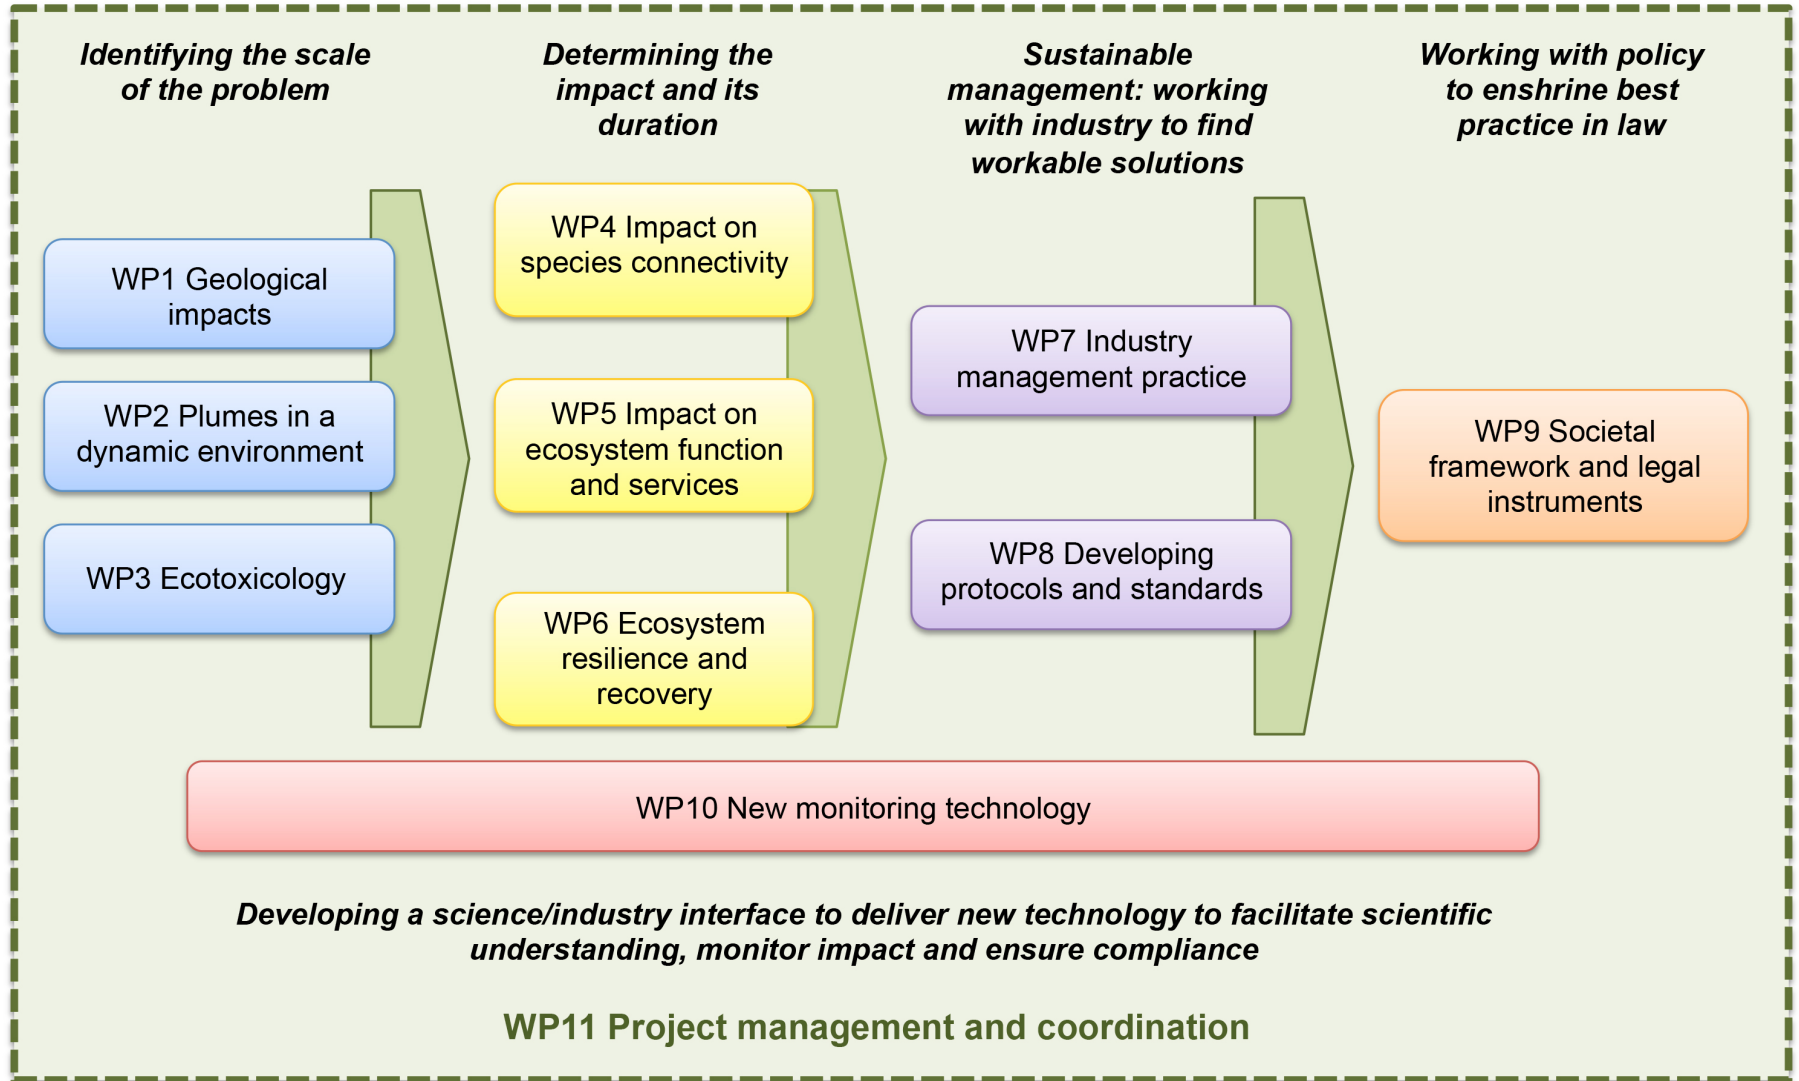 Identifying the scale
of the problem
Determining the
impact and its
duration
Sustainable
management: working
with industry to find
workable solutions
Working with policy
to enshrine best
practice in law
WP1 Geological
impacts
WP2 Plumes in a
dynamic environment
WP3 Ecotoxicology
WP4 Impact on
species connectivity
WP5 Impact on
ecosystem function
and services
WP6 Ecosystem
resilience and
recovery
WP7 Industry
management practice
WP8 Developing
protocols and standards
WP9 Societal
framework and legal
instruments
WP10 New monitoring technology
Developing a science/industry interface to deliver new technology to facilitate scientific
understanding, monitor impact and ensure compliance
WP11 Project management and coordination